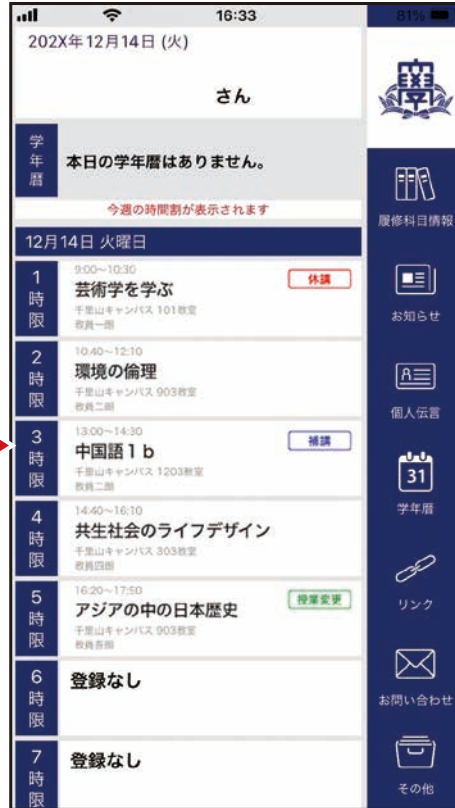 16:33
81%
202X年12月14日 (火)
さん
学年暦
本日の学年暦はありません。
今週の時間割が表示されます
12月14日 火曜日
1時限
9:00~10:30
芸術学を学ぶ
休講
千里山キャンパス 101教室
教員一郎
2時限
10:40~12:10
環境の倫理
千里山キャンパス 903教室
教員二郎
3時限
13:00~14:30
中国語1b
補講
千里山キャンパス 1203教室
教員二郎
4時限
14:40~16:10
共生社会のライフデザイン
千里山キャンパス 303教室
教員四郎
5時限
16:20~17:50
アジアの中の日本歴史
授業変更
千里山キャンパス 903教室
教員吾郎
6時限
登録なし
7時限
登録なし
履修科目情報
お知らせ
個人伝言
31
学年暦
リンク
お問い合わせ
その他